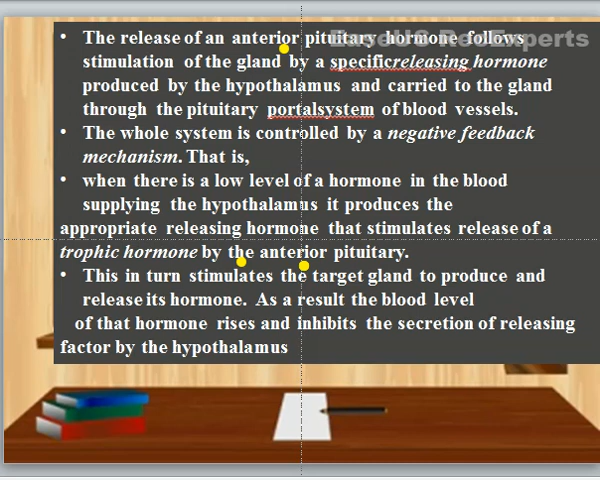 EaseUS RecExperts
• The release of an anterior pituitary hormone follows
stimulation of the gland by a specificreleasing hormone
produced by the hypothalamus and carried to the gland
through the pituitary portalsystem of blood vessels.
• The whole system is controlled by a negative feedback
mechanism. That is,
• when there is a low level of a hormone in the blood
supplying the hypothalamus it produces the
appropriate releasing hormone that stimulates release of a
trophic hormone by the anterior pituitary.
• This in turn stimulates the target gland to produce and
release its hormone. As a result the blood level
of that hormone rises and inhibits the secretion of releasing
factor by the hypothalamus